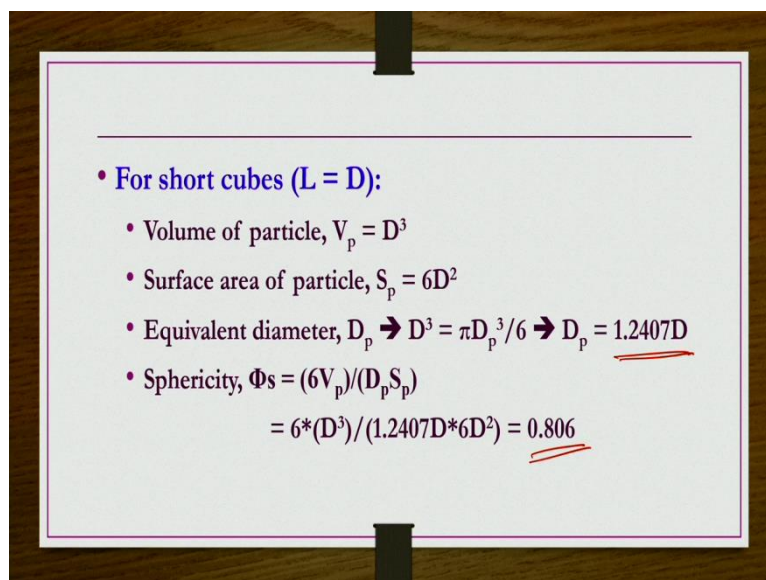 • For short cubes (L = D):
• Volume of particle, Vₚ = D³
• Surface area of particle, Sₚ = 6D²
• Equivalent diameter, Dₚ ➔ D³ = πDₚ³/6 ➔ Dₚ = 1.2407D
• Sphericity, Φs = (6Vₚ)/(DₚSₚ)
= 6*(D³)/(1.2407D*6D²) = 0.806